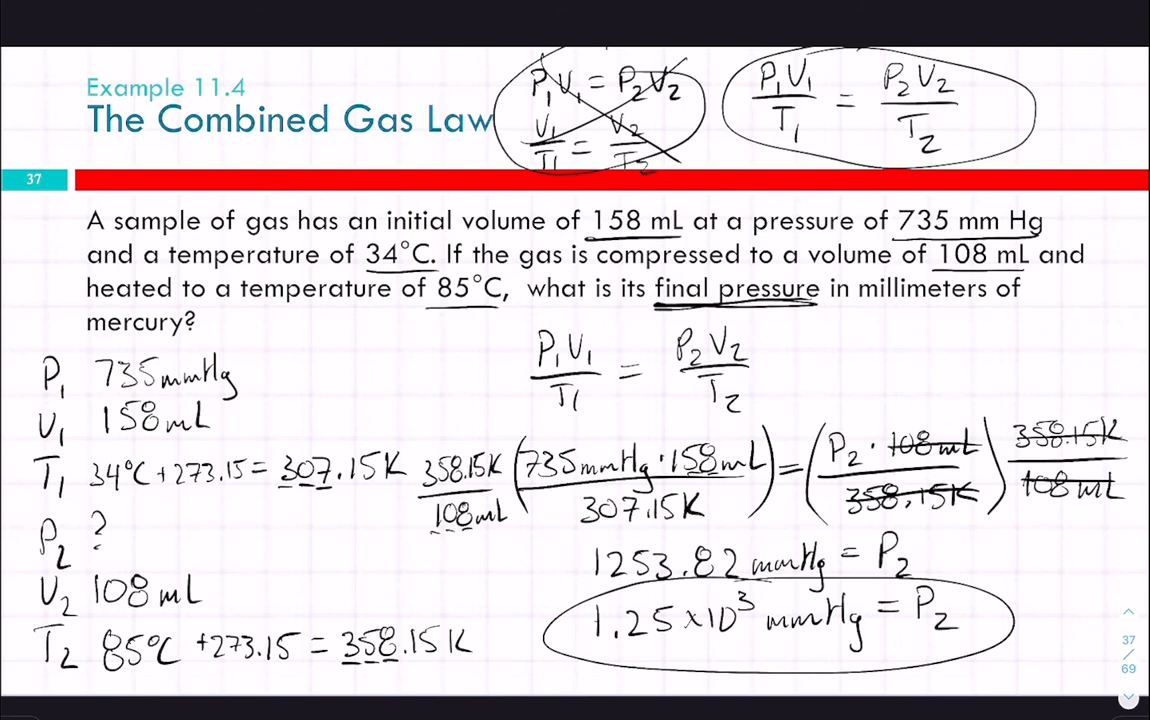 Example 11.4
The Combined Gas Law
P₁V₁ = P₂V₂
V₁/T₁ = V₂/T₂
P₁V₁/T₁ = P₂V₂/T₂
37
A sample of gas has an initial volume of 158 mL at a pressure of 735 mm Hg
and a temperature of 34°C. If the gas is compressed to a volume of 108 mL and
heated to a temperature of 85°C, what is its final pressure in millimeters of
mercury?
P₁V₁/T₁ = P₂V₂/T₂
P₁ 735mmHg
V₁ 158mL
T₁ 34°C + 273.15 = 307.15K
358.15K/108mL (735mmHg · 158mL / 307.15K) = (P₂ · 108mL / 358.15K) 358.15K/108mL
P₂ ?
1253.82 mmHg = P₂
V₂ 108mL
1.25x10³ mmHg = P₂
T₂ 85°C +273.15 = 358.15K
37
/
69